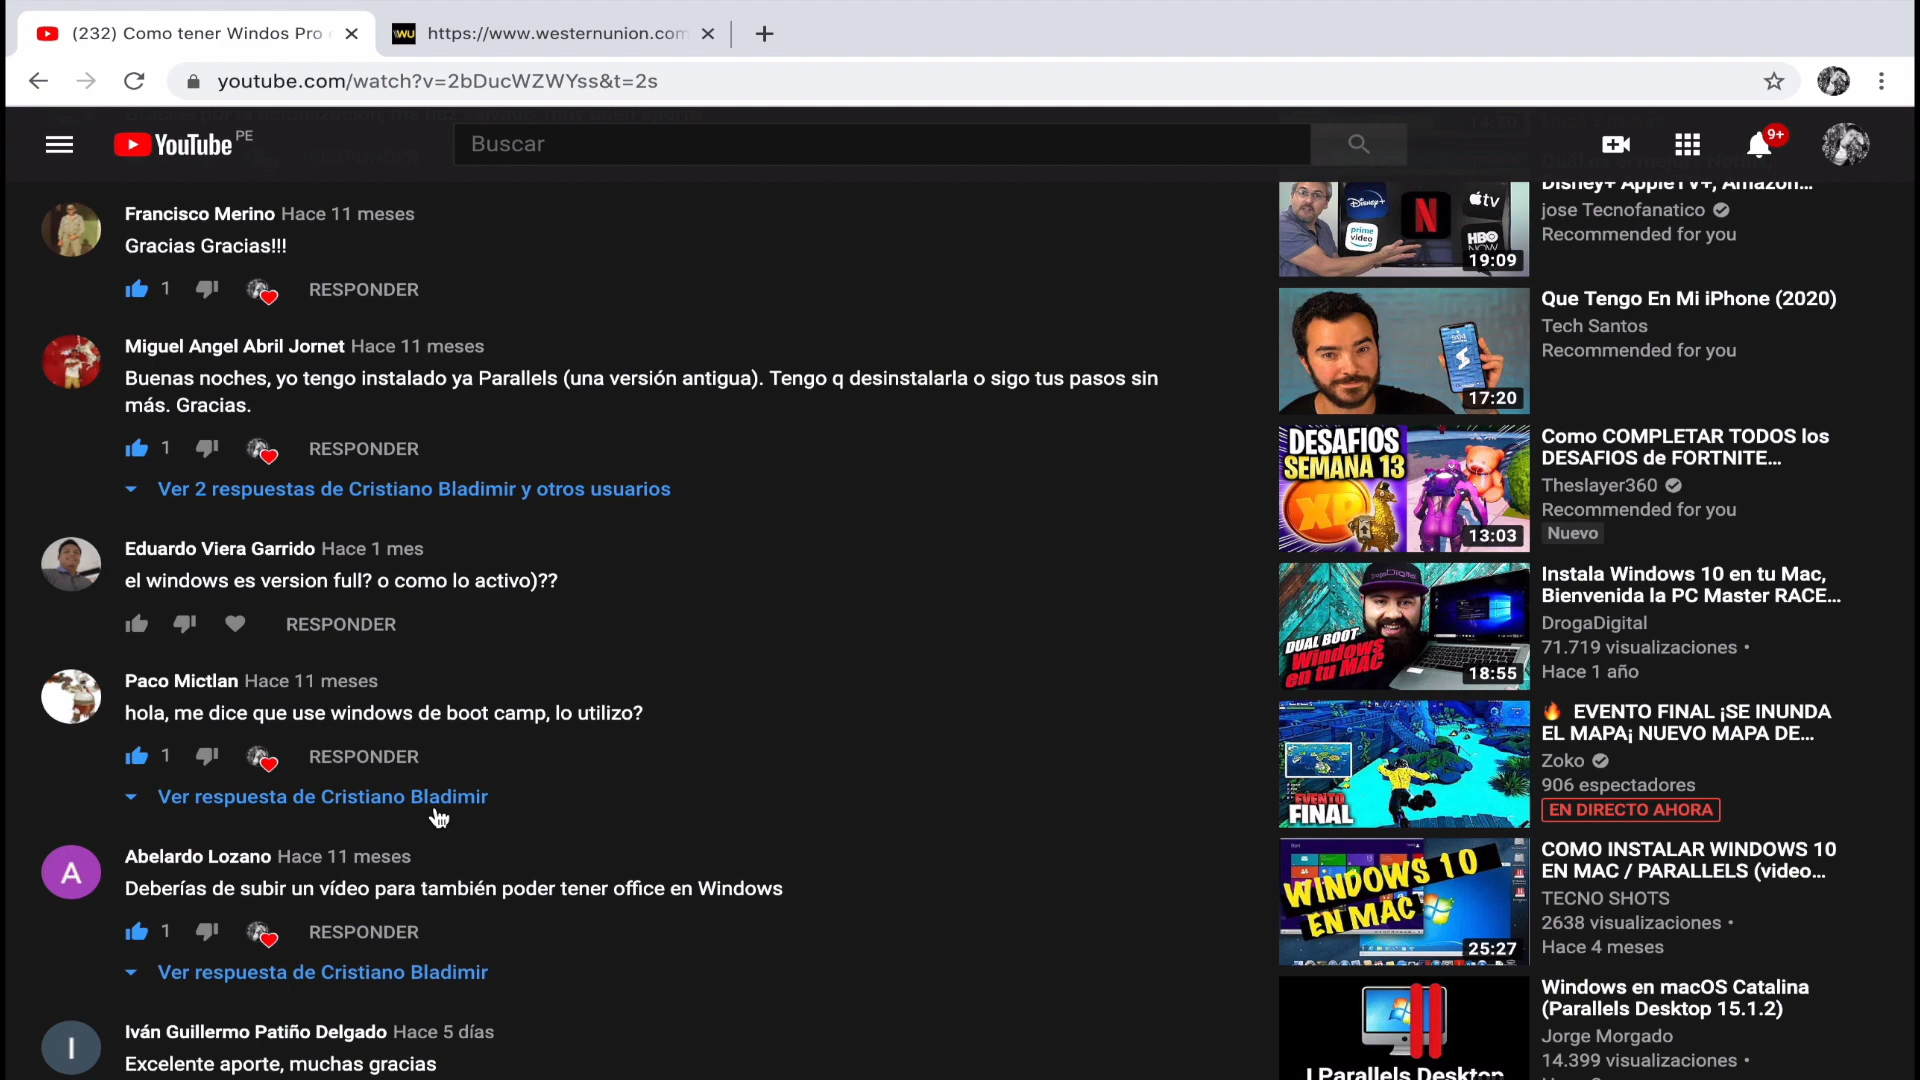 (232) Como tener Windos Pro
https://www.westernunion.com
youtube.com/watch?v=2bDucWZWYss&t=2s
YouTube PE
Buscar
9+
Francisco Merino Hace 11 meses
Gracias Gracias!!!
1 RESPONDER
Miguel Angel Abril Jornet Hace 11 meses
Buenas noches, yo tengo instalado ya Parallels (una versión antigua). Tengo q desinstalarla o sigo tus pasos sin
más. Gracias.
1 RESPONDER
Ver 2 respuestas de Cristiano Bladimir y otros usuarios
Eduardo Viera Garrido Hace 1 mes
el windows es version full? o como lo activo)??
RESPONDER
Paco Mictlan Hace 11 meses
hola, me dice que use windows de boot camp, lo utilizo?
1 RESPONDER
Ver respuesta de Cristiano Bladimir
Abelardo Lozano Hace 11 meses
A
Deberías de subir un vídeo para también poder tener office en Windows
1 RESPONDER
Ver respuesta de Cristiano Bladimir
Iván Guillermo Patiño Delgado Hace 5 días
I
Excelente aporte, muchas gracias
Disney+ AppleTV+, Amazon...
jose Tecnofanatico
Recommended for you
Disney+
tv
N
prime video
HBO NOW
19:09
Que Tengo En Mi iPhone (2020)
Tech Santos
Recommended for you
17:20
Como COMPLETAR TODOS los
DESAFIOS de FORTNITE...
Theslayer360
Recommended for you
Nuevo
DESAFIOS
SEMANA 13
XP
13:03
Instala Windows 10 en tu Mac,
Bienvenida la PC Master RACE...
DrogaDigital
71.719 visualizaciones •
Hace 1 año
DUAL BOOT
Windows
en tu MAC
18:55
EVENTO FINAL ¡SE INUNDA
EL MAPA¡ NUEVO MAPA DE...
Zoko
906 espectadores
EN DIRECTO AHORA
EVENTO
FINAL
COMO INSTALAR WINDOWS 10
EN MAC / PARALLELS (video...
TECNO SHOTS
2638 visualizaciones •
Hace 4 meses
WINDOWS 10
EN MAC
25:27
Windows en macOS Catalina
(Parallels Desktop 15.1.2)
Jorge Morgado
14.399 visualizaciones •
Parallels Desktop